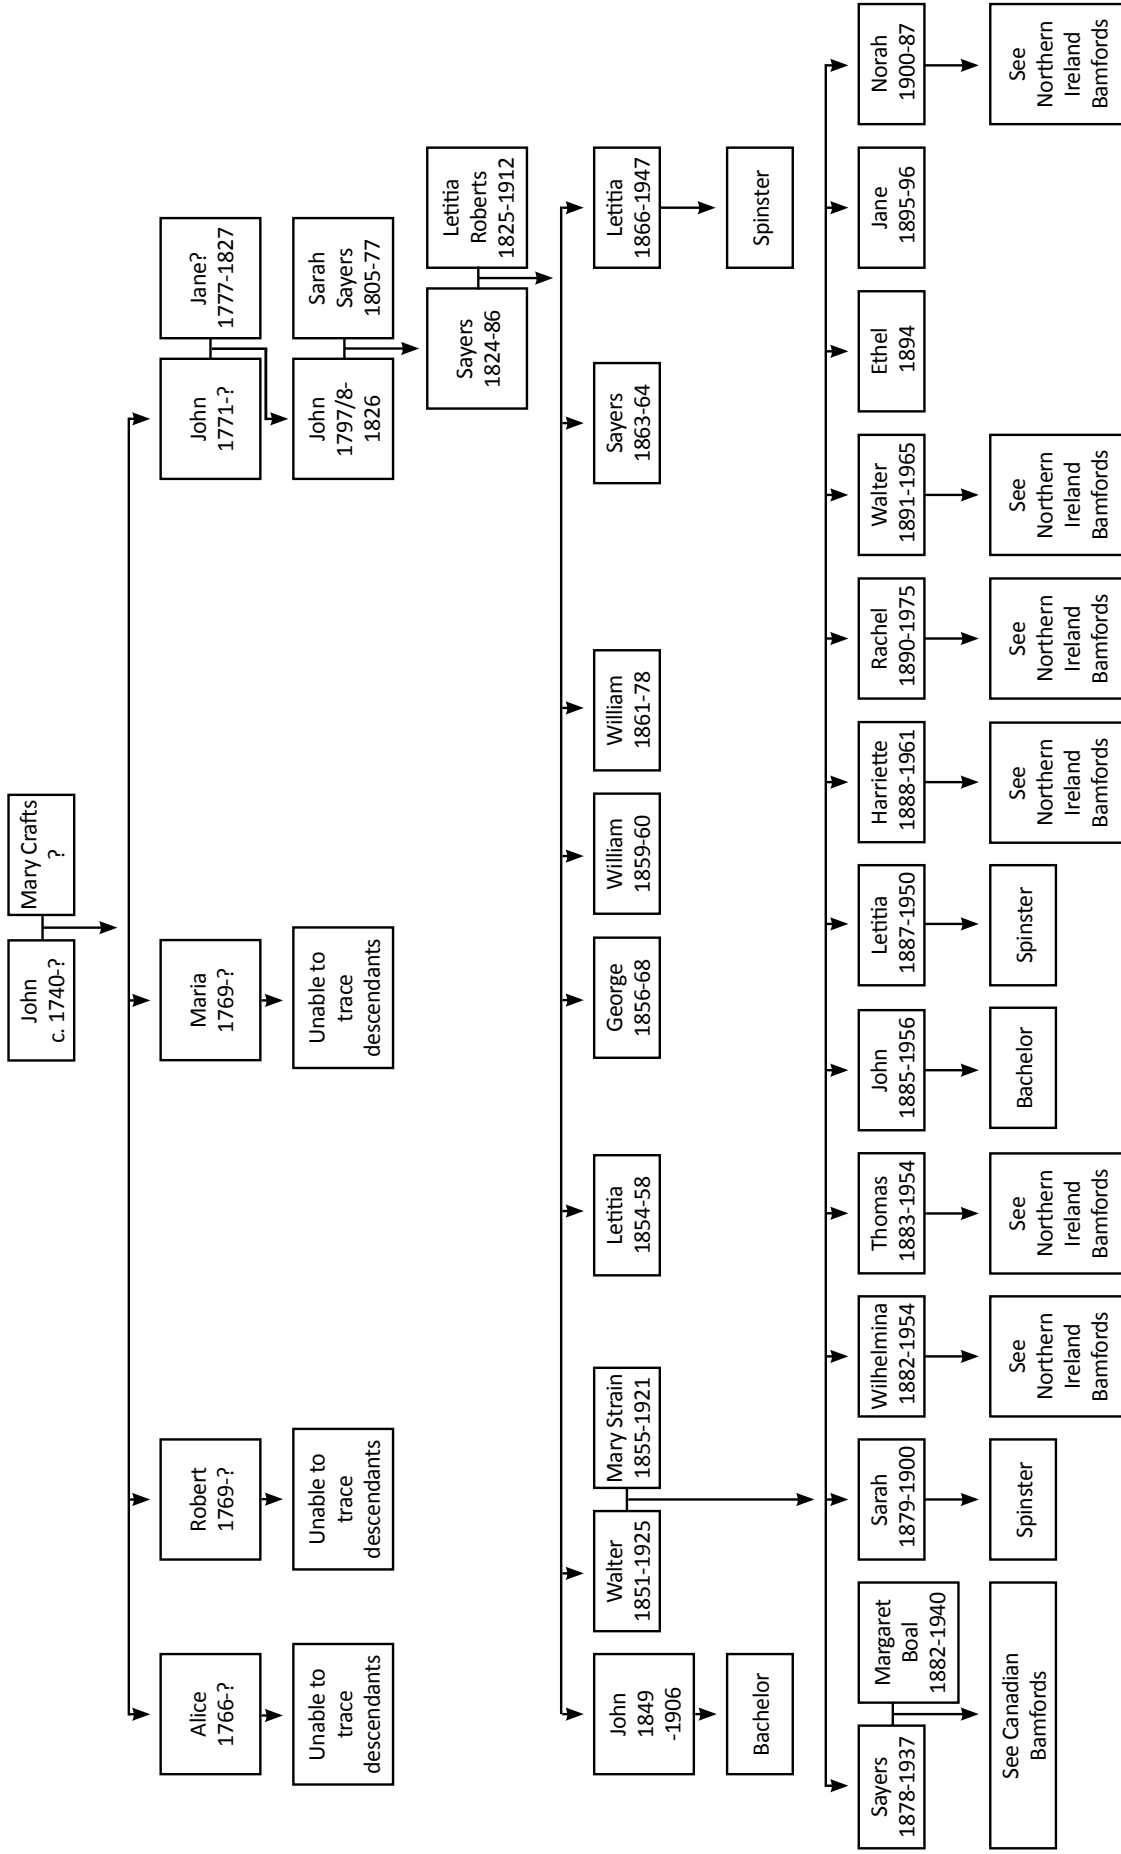 John
c. 1740-?
Mary Crafts
?
Alice
1766-?
Robert
1769-?
Maria
1769-?
John
1771-?
Jane?
1777-1827
Unable to
trace
descendants
Unable to
trace
descendants
Unable to
trace
descendants
John
1797/8-
1826
Sarah
Sayers
1805-77
Sayers
1824-86
Letitia
Roberts
1825-1912
John
1849
-1906
Walter
1851-1925
Mary Strain
1855-1921
Letitia
1854-58
George
1856-68
William
1859-60
William
1861-78
Sayers
1863-64
Letitia
1866-1947
Bachelor
Spinster
Sayers
1878-1937
Margaret
Boal
1882-1940
Sarah
1879-1900
Wilhelmina
1882-1954
Thomas
1883-1954
John
1885-1956
Letitia
1887-1950
Harriette
1888-1961
Rachel
1890-1975
Walter
1891-1965
Ethel
1894
Jane
1895-96
Norah
1900-87
See Canadian
Bamfords
Spinster
See
Northern
Ireland
Bamfords
See
Northern
Ireland
Bamfords
Bachelor
Spinster
See
Northern
Ireland
Bamfords
See
Northern
Ireland
Bamfords
See
Northern
Ireland
Bamfords
See
Northern
Ireland
Bamfords